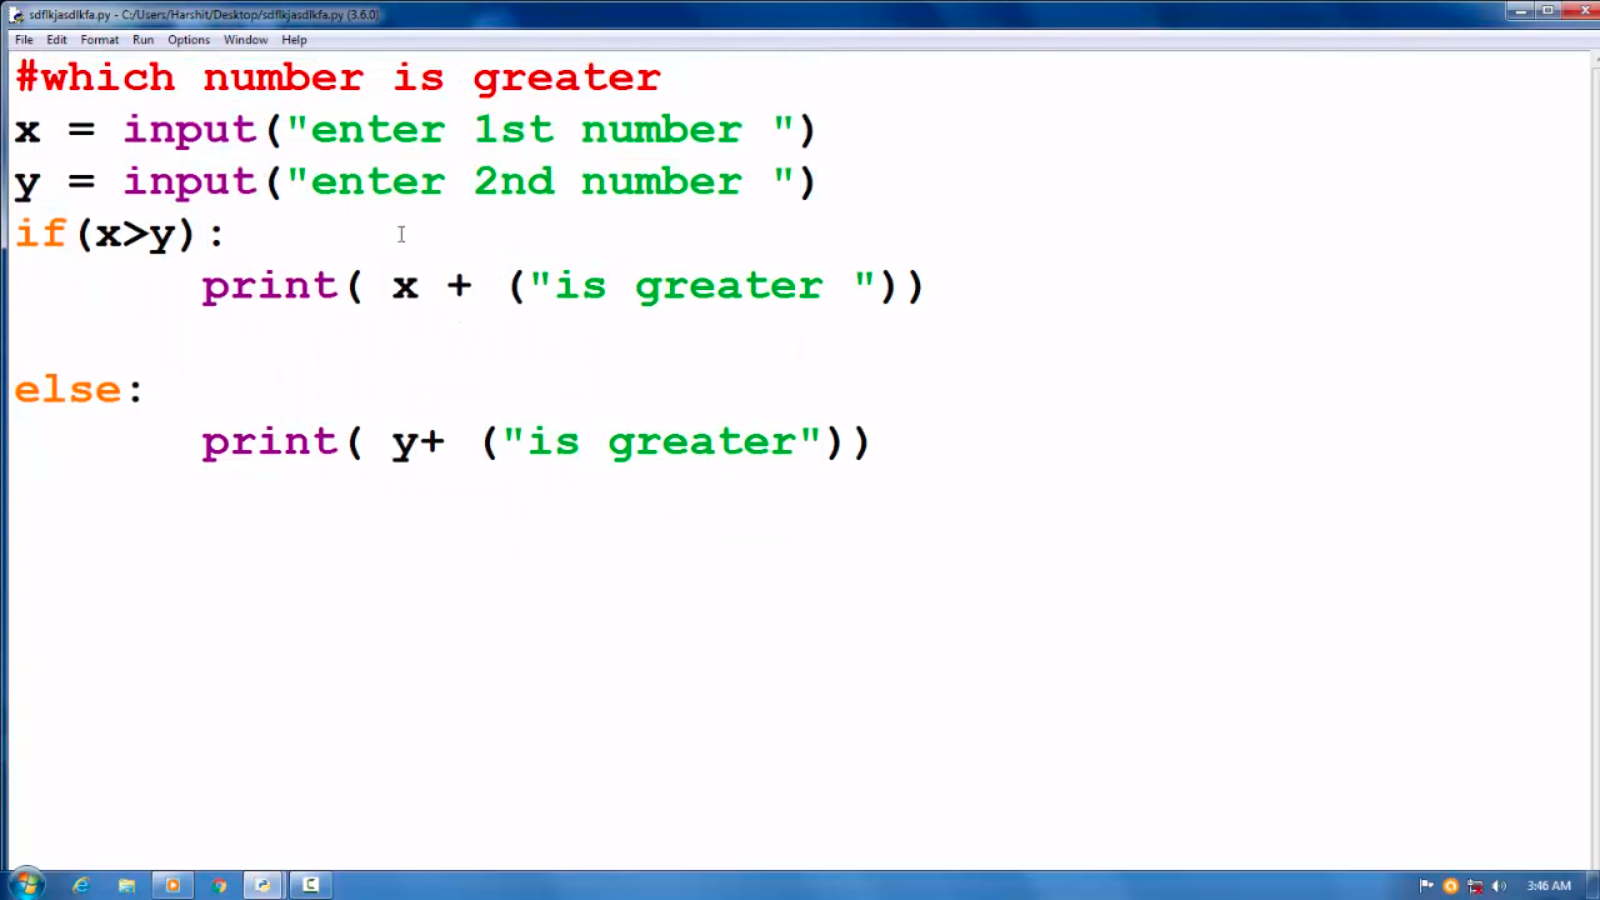 sdflkjasdlkfa.py - C:/Users/Harshit/Desktop/sdflkjasdlkfa.py (3.6.0)
File Edit Format Run Options Window Help
#which number is greater
x = input("enter 1st number ")
y = input("enter 2nd number ")
if(x>y):
print( x + ("is greater "))
else:
print( y+ ("is greater"))
3:46 AM